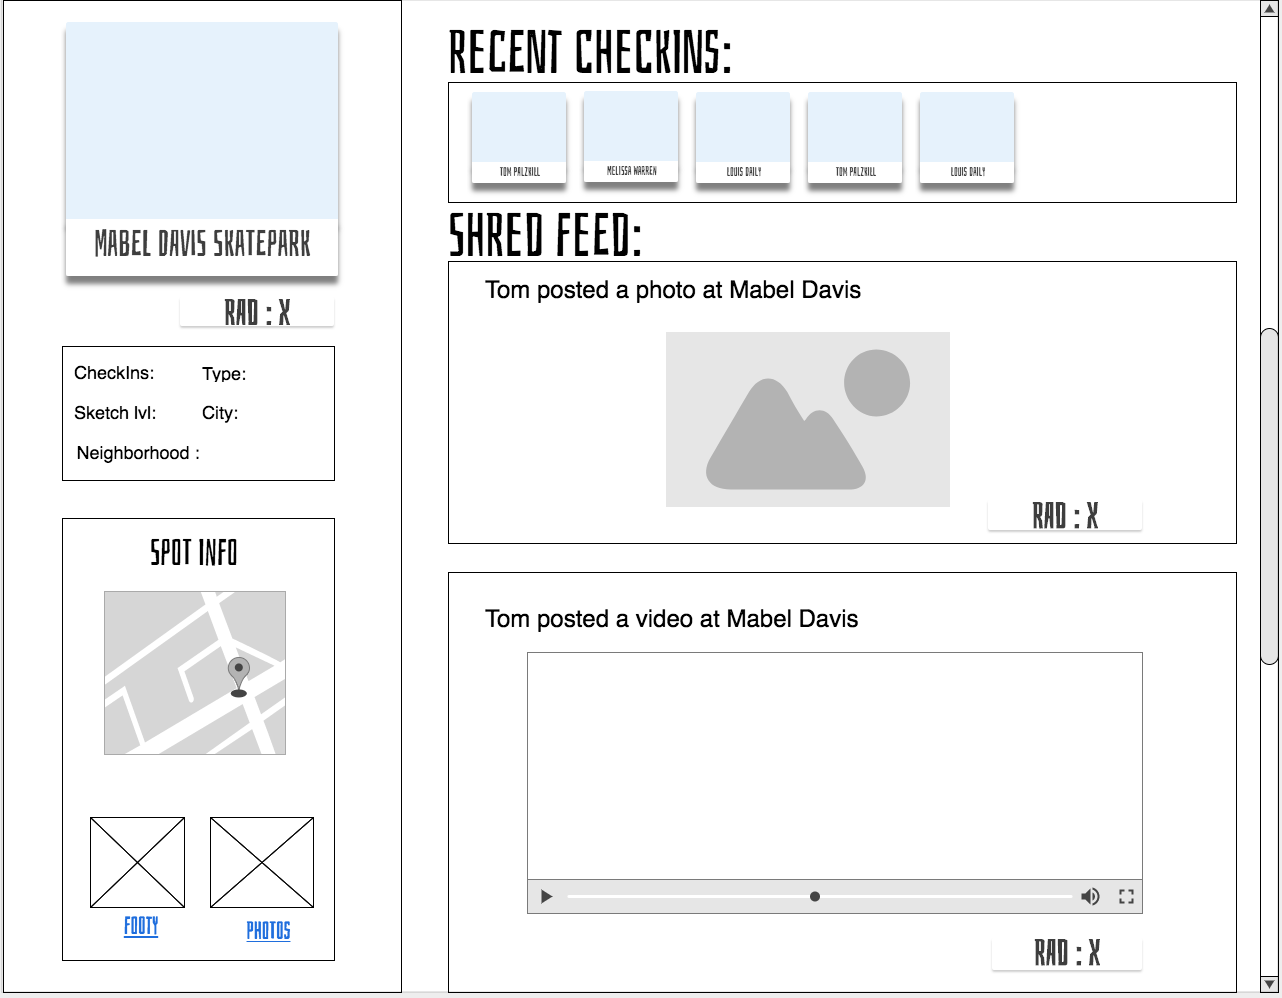 MABEL DAVIS SKATEPARK
RAD : X
CheckIns: Type:
Sketch lvl: City:
Neighborhood :
SPOT INFO
FOOTY PHOTOS
RECENT CHECKINS:
TOM PALZKILL MELISSA WARREN LOUIS DAILY TOM PALZKILL LOUIS DAILY
SHRED FEED:
Tom posted a photo at Mabel Davis
RAD : X
Tom posted a video at Mabel Davis
RAD : X